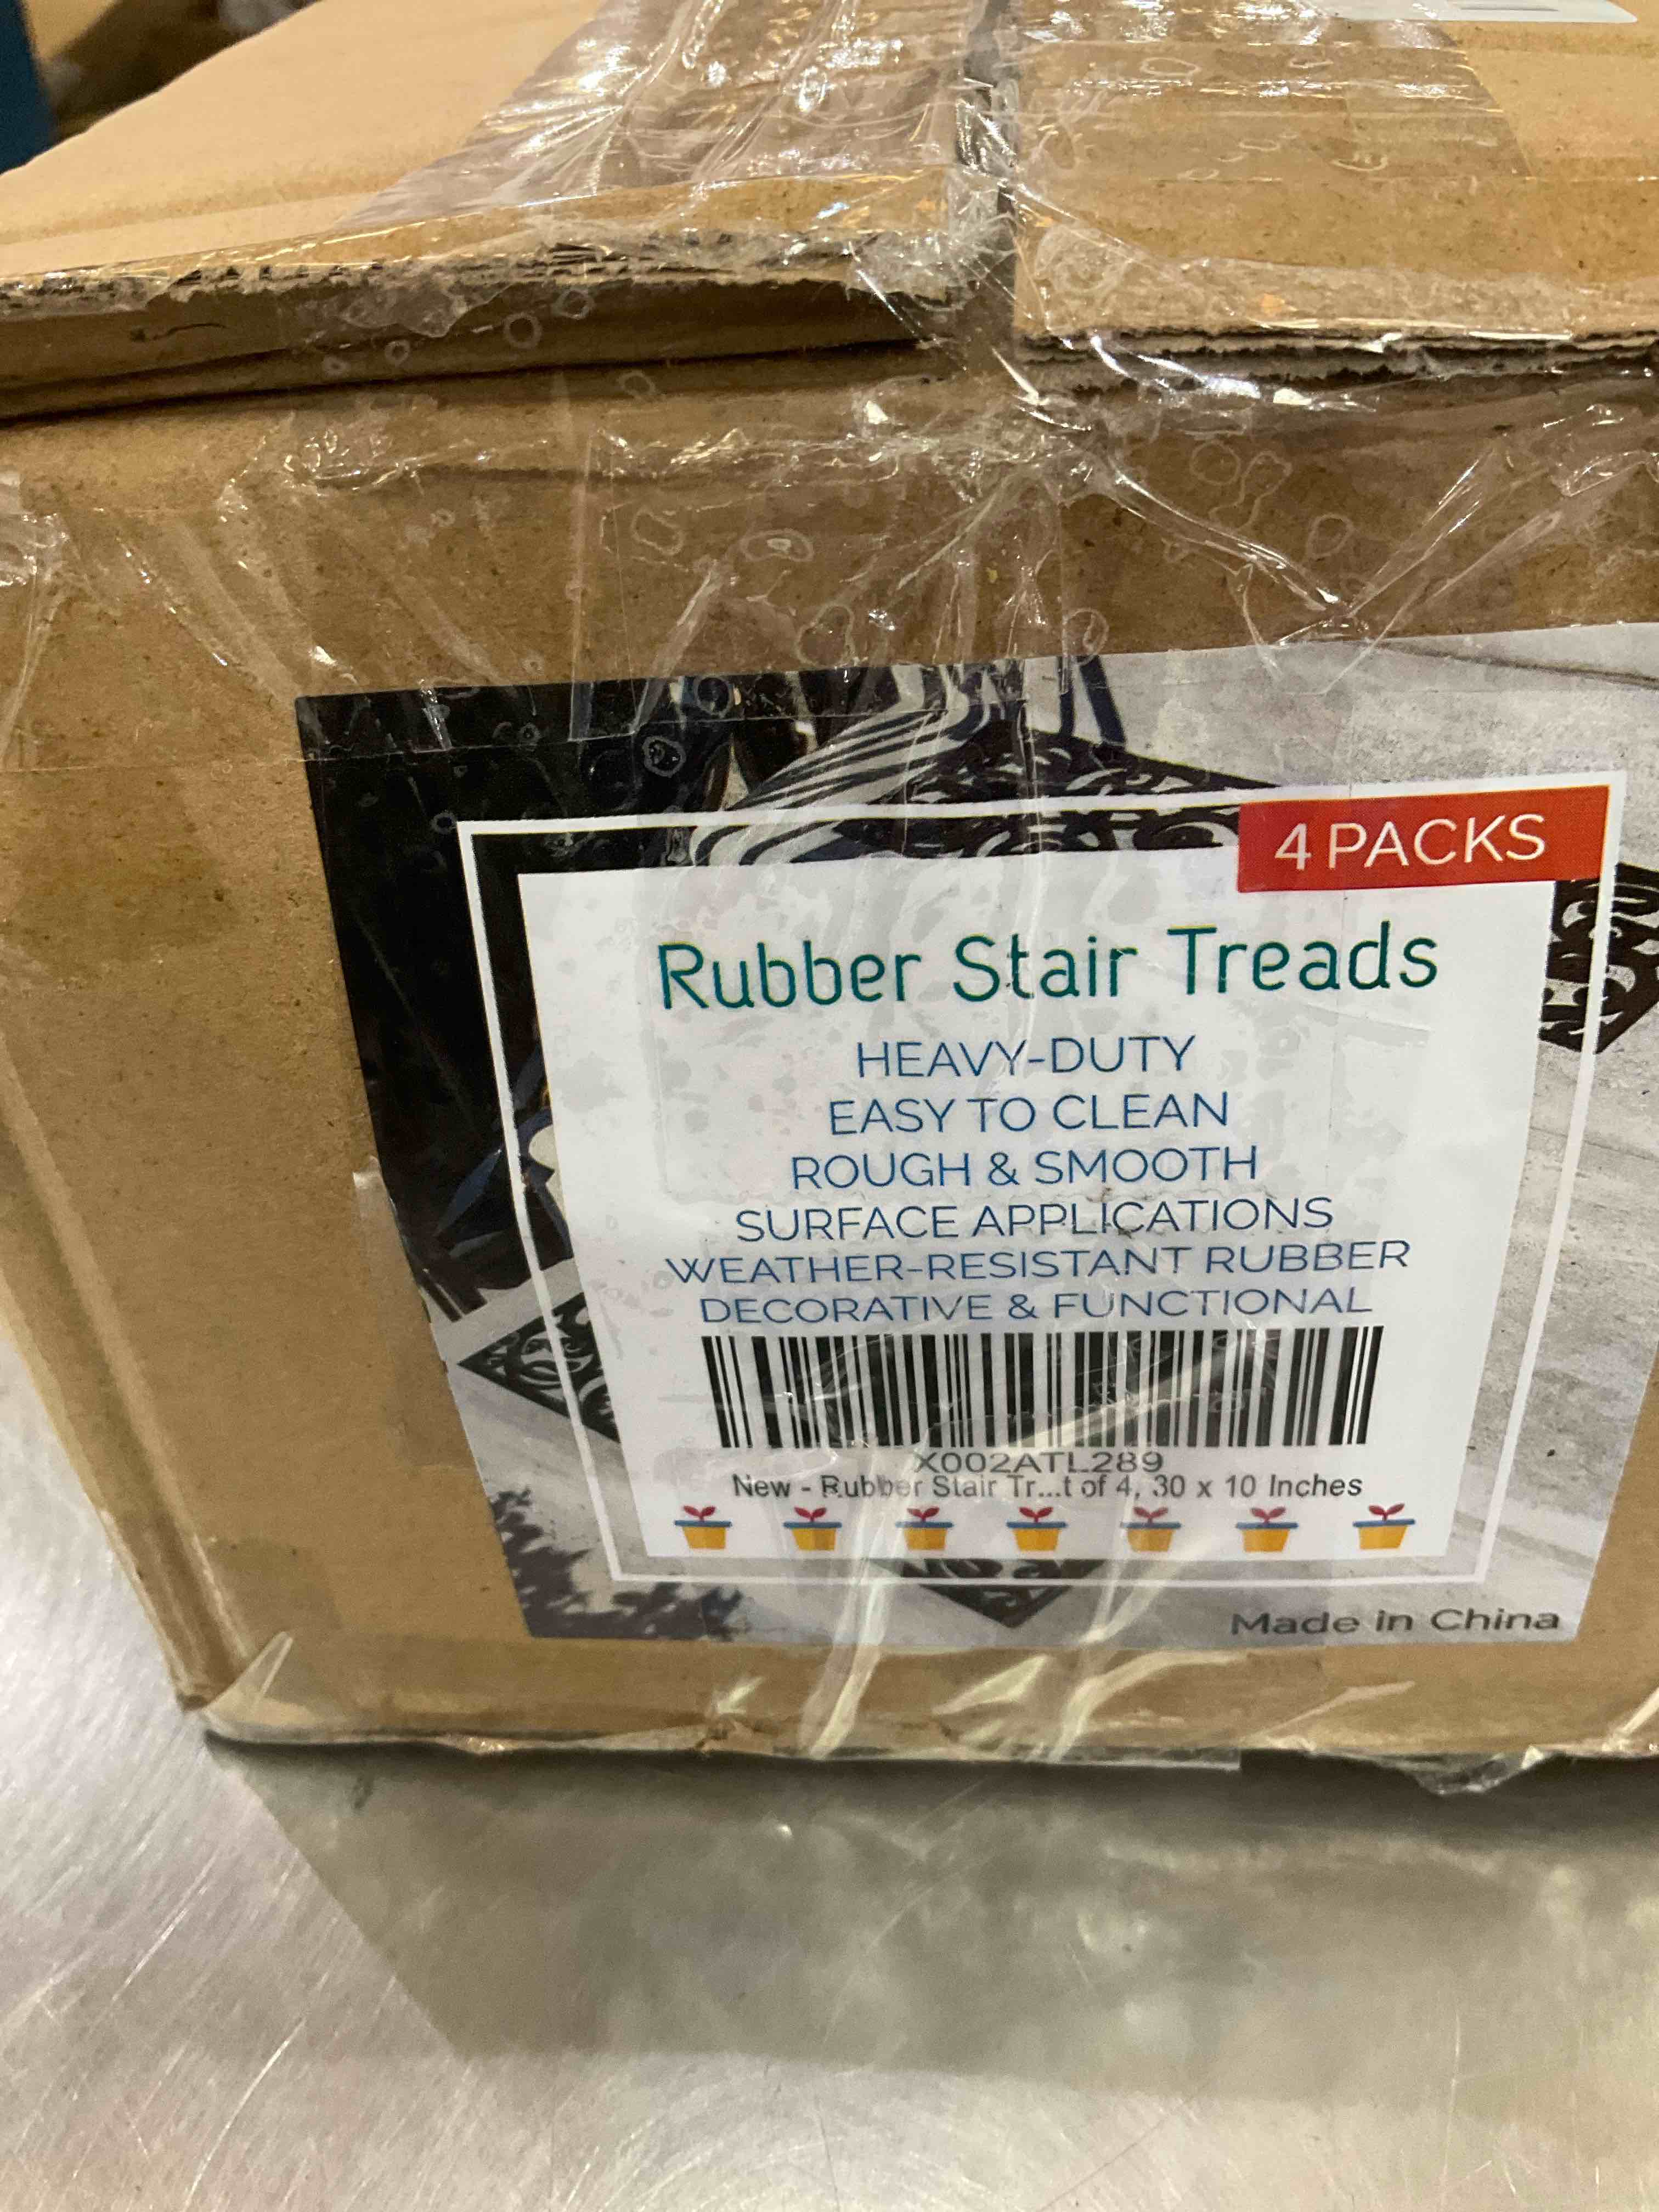 4 PACKS
Rubber Stair Treads
HEAVY-DUTY
EASY TO CLEAN
ROUGH & SMOOTH
SURFACE APPLICATIONS
WEATHER-RESISTANT RUBBER
DECORATIVE & FUNCTIONAL
X002ATL289
New - Rubber Stair Tr...t of 4, 30 x 10 Inches
Made in China